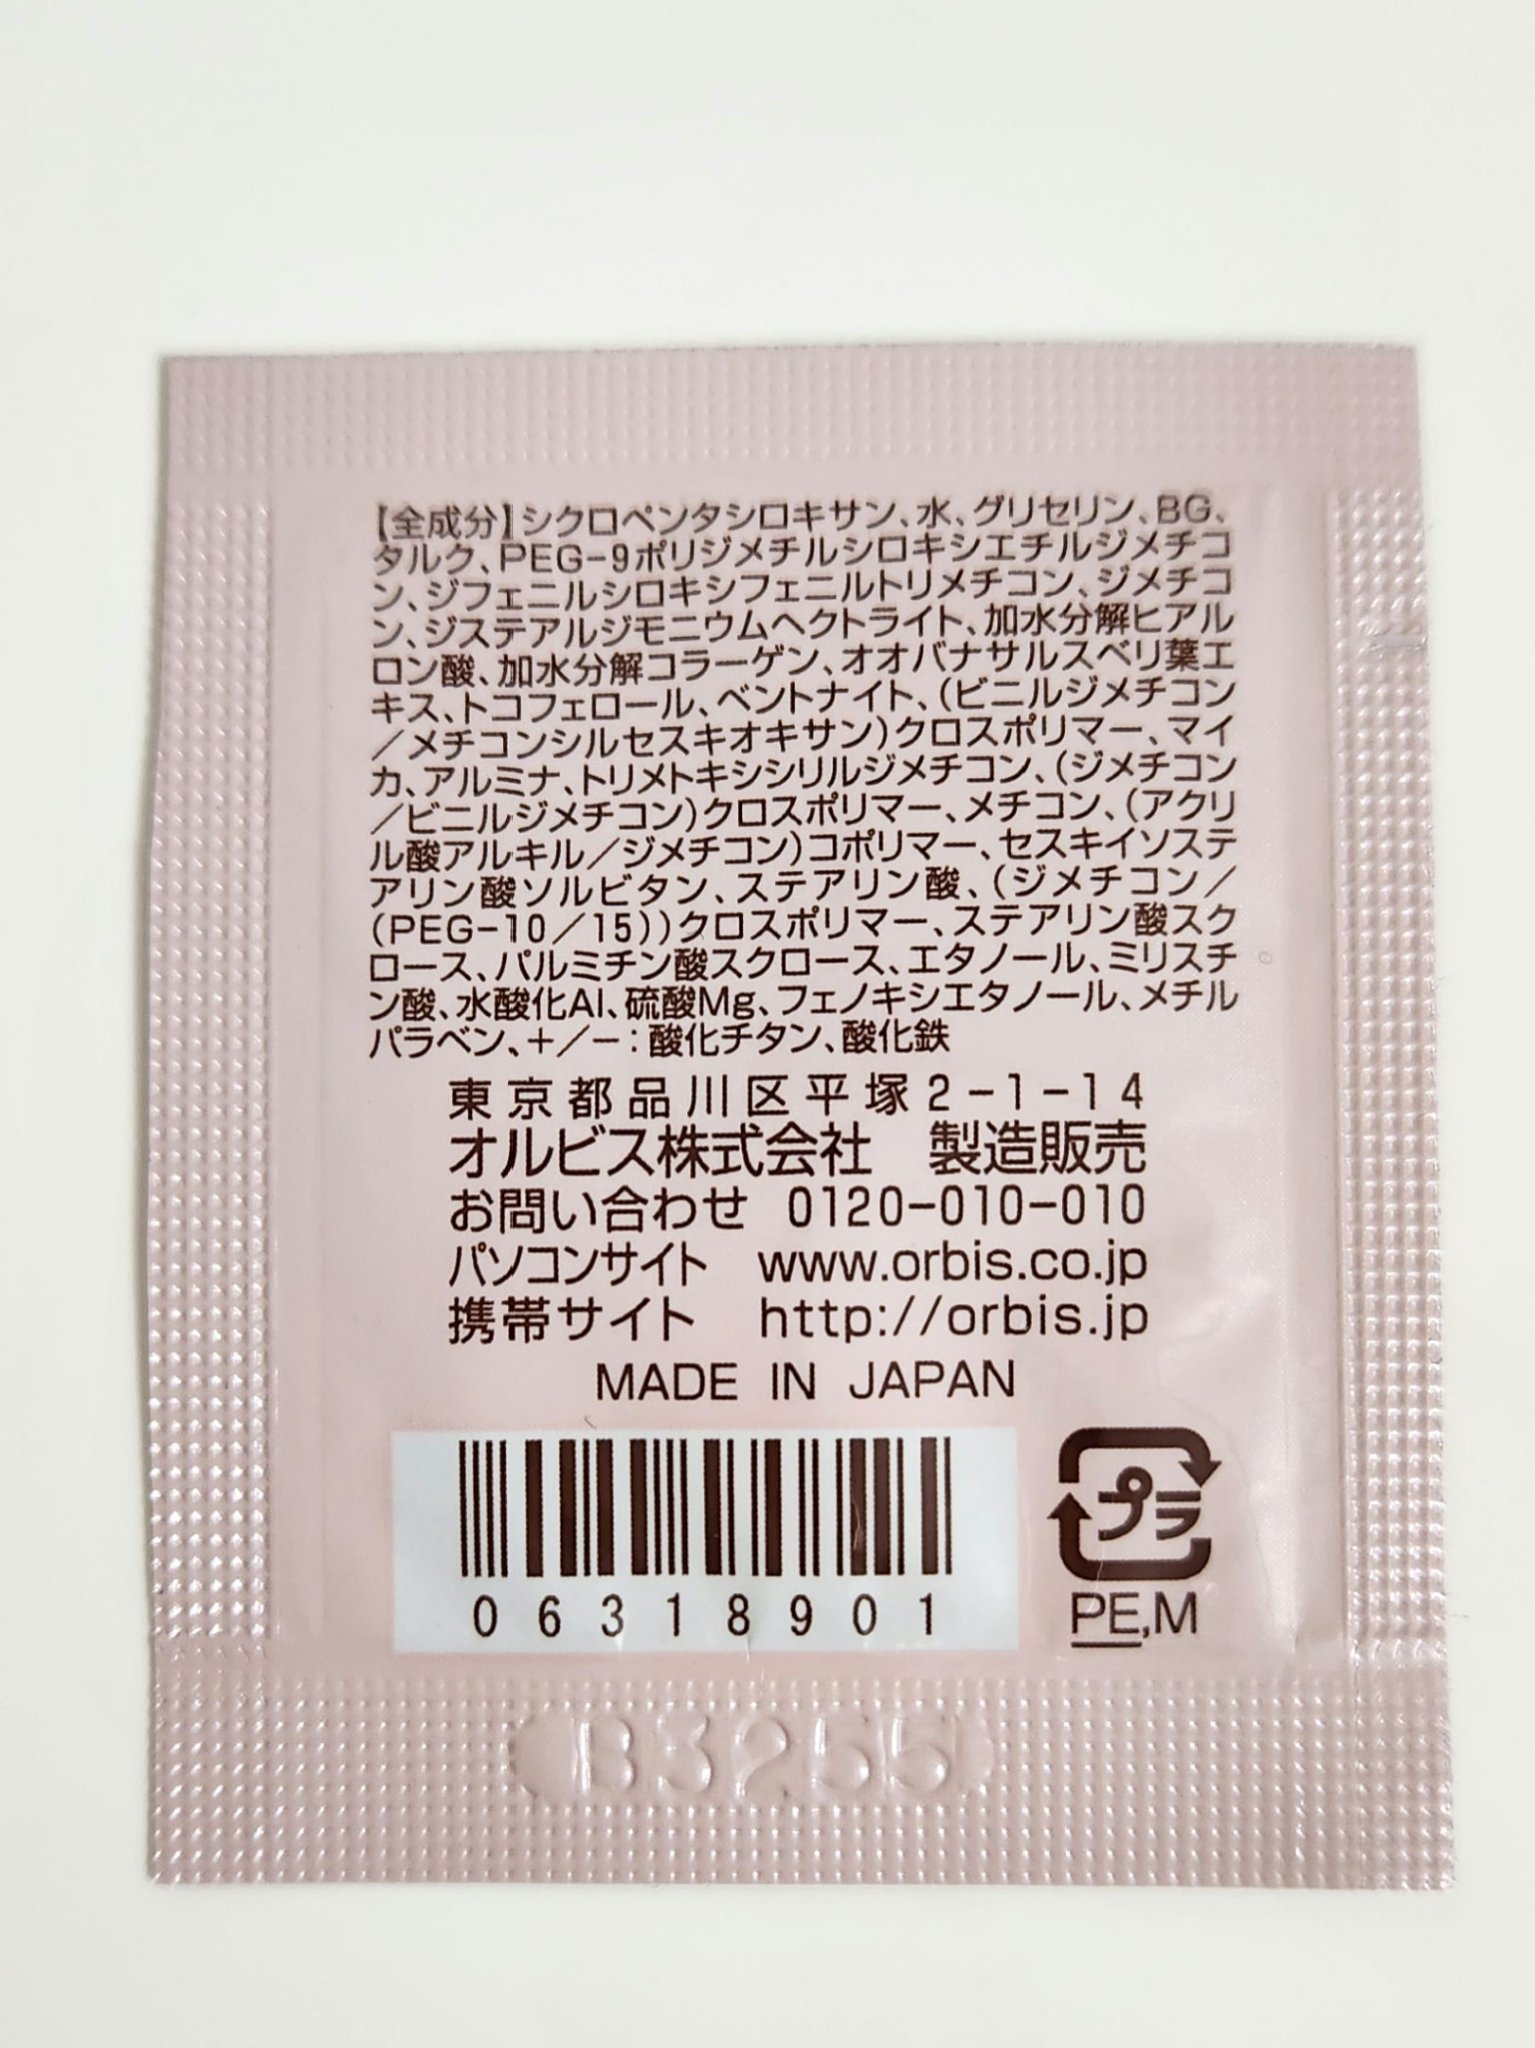 【全成分】シクロペンタシロキサン、水、グリセリン、BG、
タルク、PEG-9ポリジメチルシロキシエチルジメチコ
ン、ジフェニルシロキシフェニルトリメチコン、ジメチコ
ン、ジステアルジモニウムヘクトライト、加水分解ヒアル
ロン酸、加水分解コラーゲン、オオバナサルスベリ葉エ
キス、トコフェロール、ベントナイト、(ビニルジメチコン
/メチコンシルセスキオキサン)クロスポリマー、マイ
カ、アルミナ、トリメトキシシリルジメチコン、(ジメチコン
/ビニルジメチコン)クロスポリマー、メチコン、(アクリ
ル酸アルキル/ジメチコン)コポリマー、セスキイソステ
アリン酸ソルビタン、ステアリン酸、(ジメチコン/
(PEG-10/15))クロスポリマー、ステアリン酸スク
ロース、パルミチン酸スクロース、エタノール、ミリスチ
ン酸、水酸化Al、硫酸Mg、フェノキシエタノール、メチル
パラベン、+/-:酸化チタン、酸化鉄
東京都品川区平塚2-1-14
オルビス株式会社 製造販売
お問い合わせ 0120-010-010
パソコンサイト www.orbis.co.jp
携帯サイト http://orbis.jp
MADE IN JAPAN
プラ
06318901
PE,M
B3255